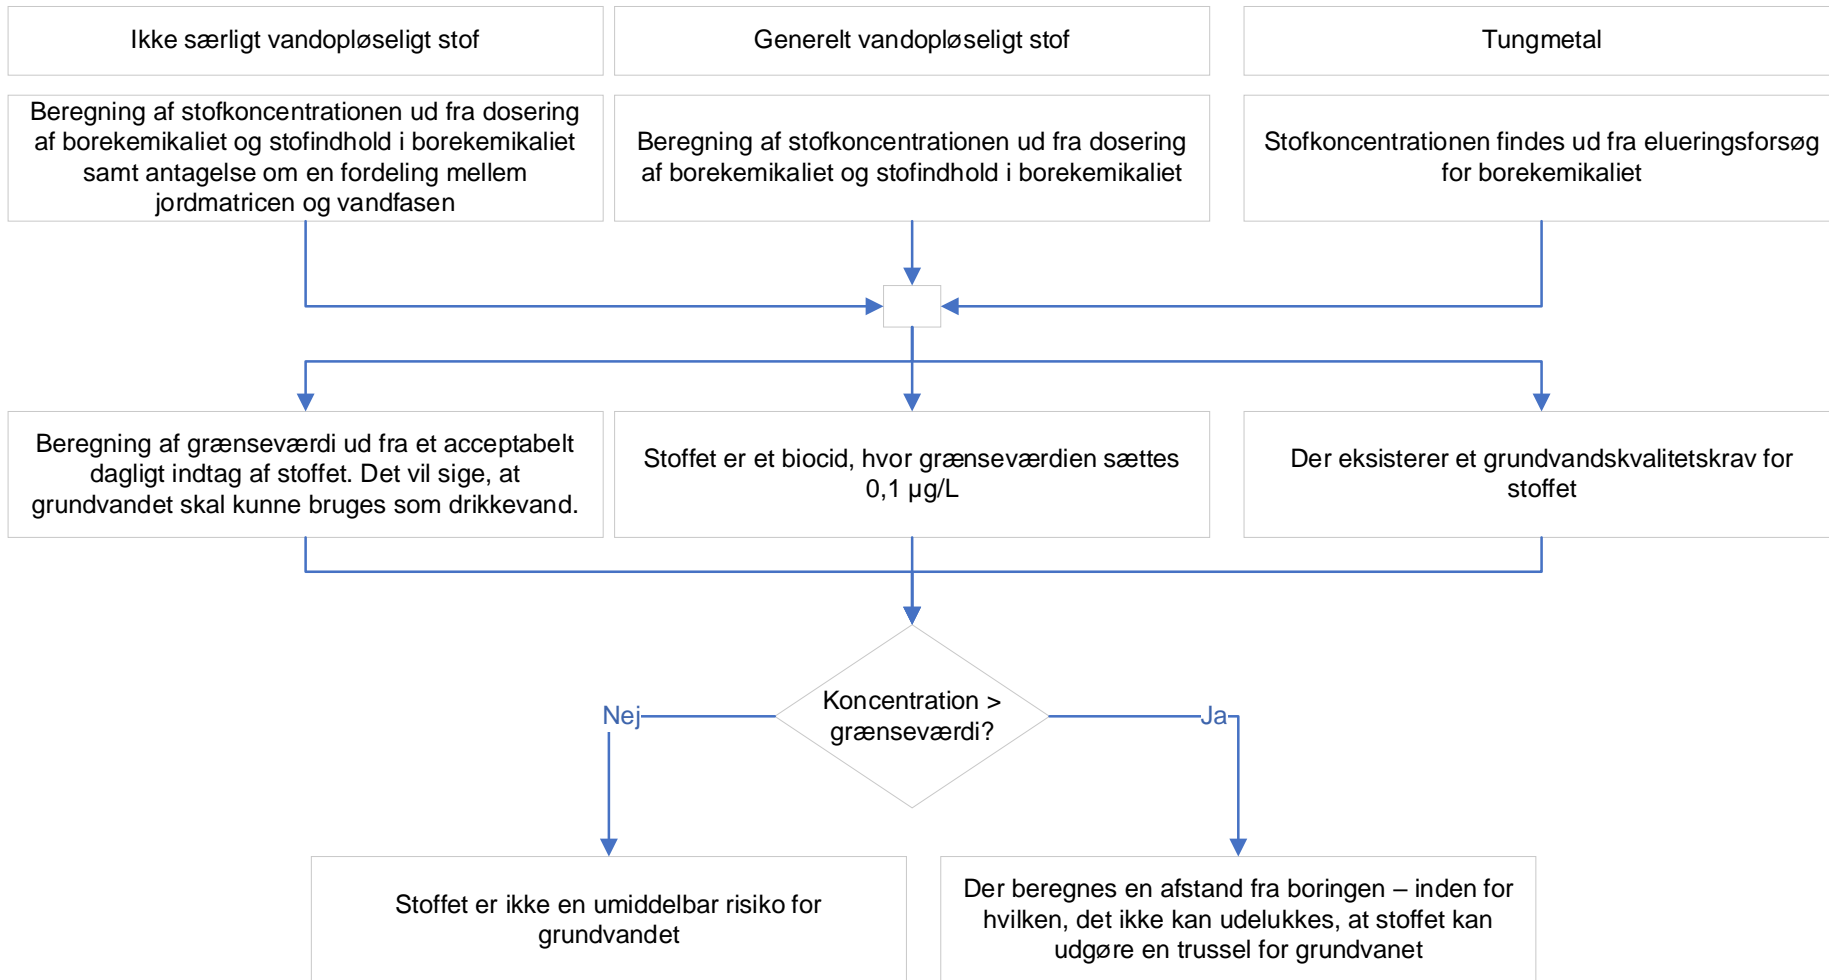 Ikke særligt vandopløseligt stof
Generelt vandopløseligt stof
Tungmetal
Beregning af stofkoncentrationen ud fra dosering
af borekemikaliet og stofindhold i borekemikaliet
samt antagelse om en fordeling mellem
jordmatricen og vandfasen
Beregning af stofkoncentrationen ud fra dosering
af borekemikaliet og stofindhold i borekemikaliet
Stofkoncentrationen findes ud fra elueringsforsøg
for borekemikaliet
Beregning af grænseværdi ud fra et acceptabelt
dagligt indtag af stoffet. Det vil sige, at
grundvandet skal kunne bruges som drikkevand.
Stoffet er et biocid, hvor grænseværdien sættes
0,1 µg/L
Der eksisterer et grundvandskvalitetskrav for
stoffet
Koncentration >
grænseværdi?
Nej
Ja
Stoffet er ikke en umiddelbar risiko for
grundvandet
Der beregnes en afstand fra boringen – inden for
hvilken, det ikke kan udelukkes, at stoffet kan
udgøre en trussel for grundvanet